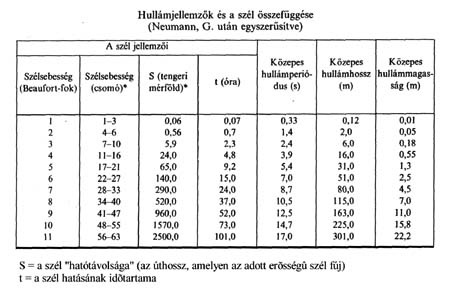 Hullámjellemzők és a szél összefüggése
(Neumann, G. után egyszerűsítve)
A szél jellemzői
Szélsebesség (Beaufort-fok) Szélsebesség (csomó)* S (tengeri mérföld)* t (óra) Közepes hullámperió-dus (s) Közepes hullámhossz (m) Közepes hullámmagas-ság (m)
1 1–3 0,06 0,07 0,33 0,12 0,01
2 4–6 0,56 0,7 1,4 2,0 0,05
3 7–10 5,9 2,3 2,4 6,0 0,18
4 11–16 24,0 4,8 3,9 16,0 0,55
5 17–21 65,0 9,2 5,4 31,0 1,3
6 22–27 140,0 15,0 7,0 51,0 2,5
7 28–33 290,0 24,0 8,7 80,0 4,5
8 34–40 520,0 37,0 10,5 115,0 7,0
9 41–47 960,0 52,0 12,5 163,0 11,0
10 48–55 1570,0 73,0 14,7 225,0 15,8
11 56–63 2500,0 101,0 17,0 301,0 22,2
S = a szél "hatótávolsága" (az úthossz, amelyen az adott erősségű szél fúj)
t = a szél hatásának időtartama